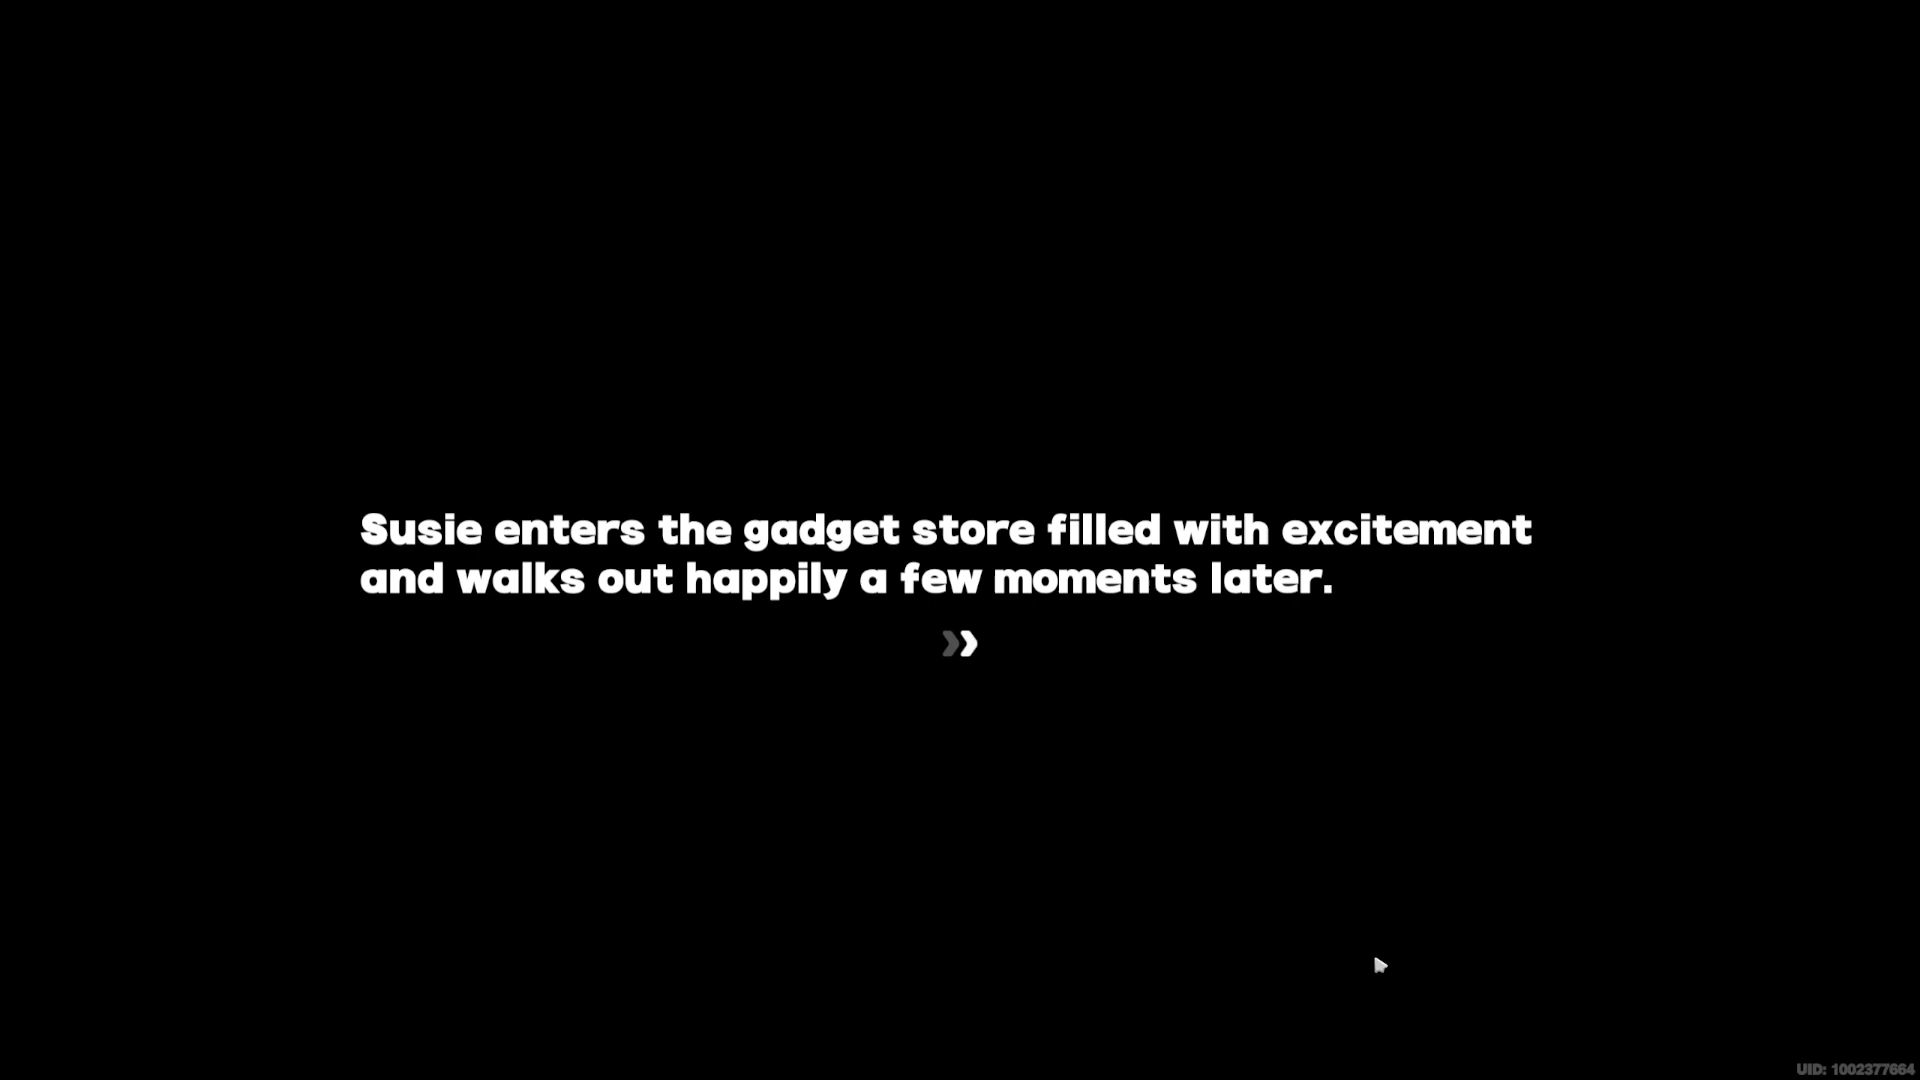 Susie enters the gadget store filled with excitement
and walks out happily a few moments later.
UID: 1002377664